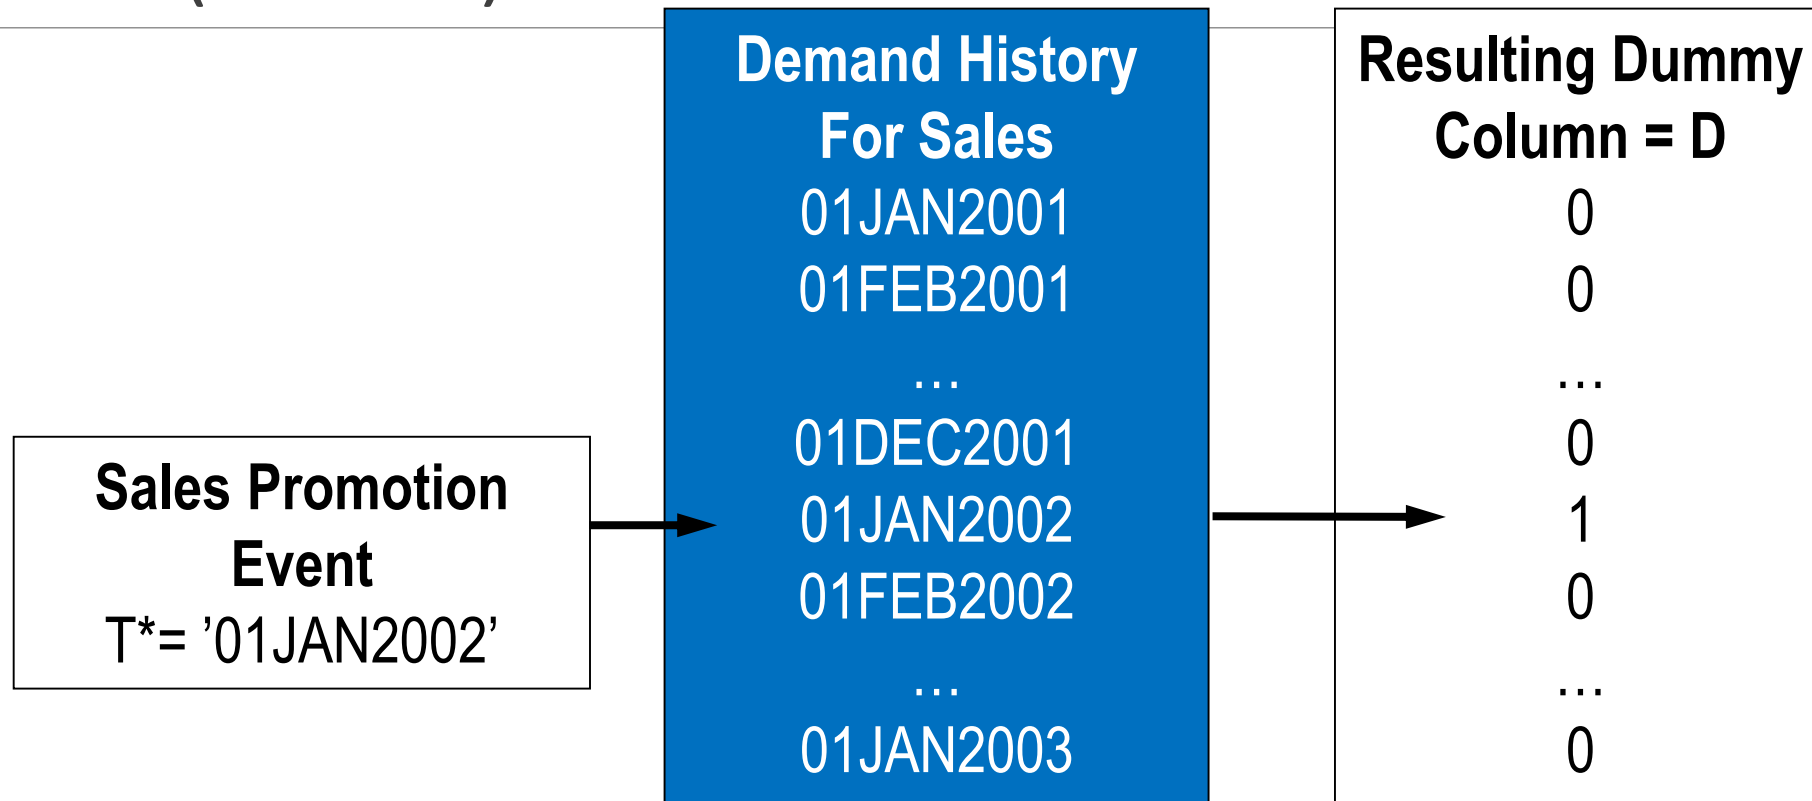 Demand History
For Sales
01JAN2001
01FEB2001
…
01DEC2001
01JAN2002
01FEB2002
…
01JAN2003
Resulting Dummy
Column = D
0
0
…
0
1
0
…
0
Sales Promotion
Event
T*= ’01JAN2002’